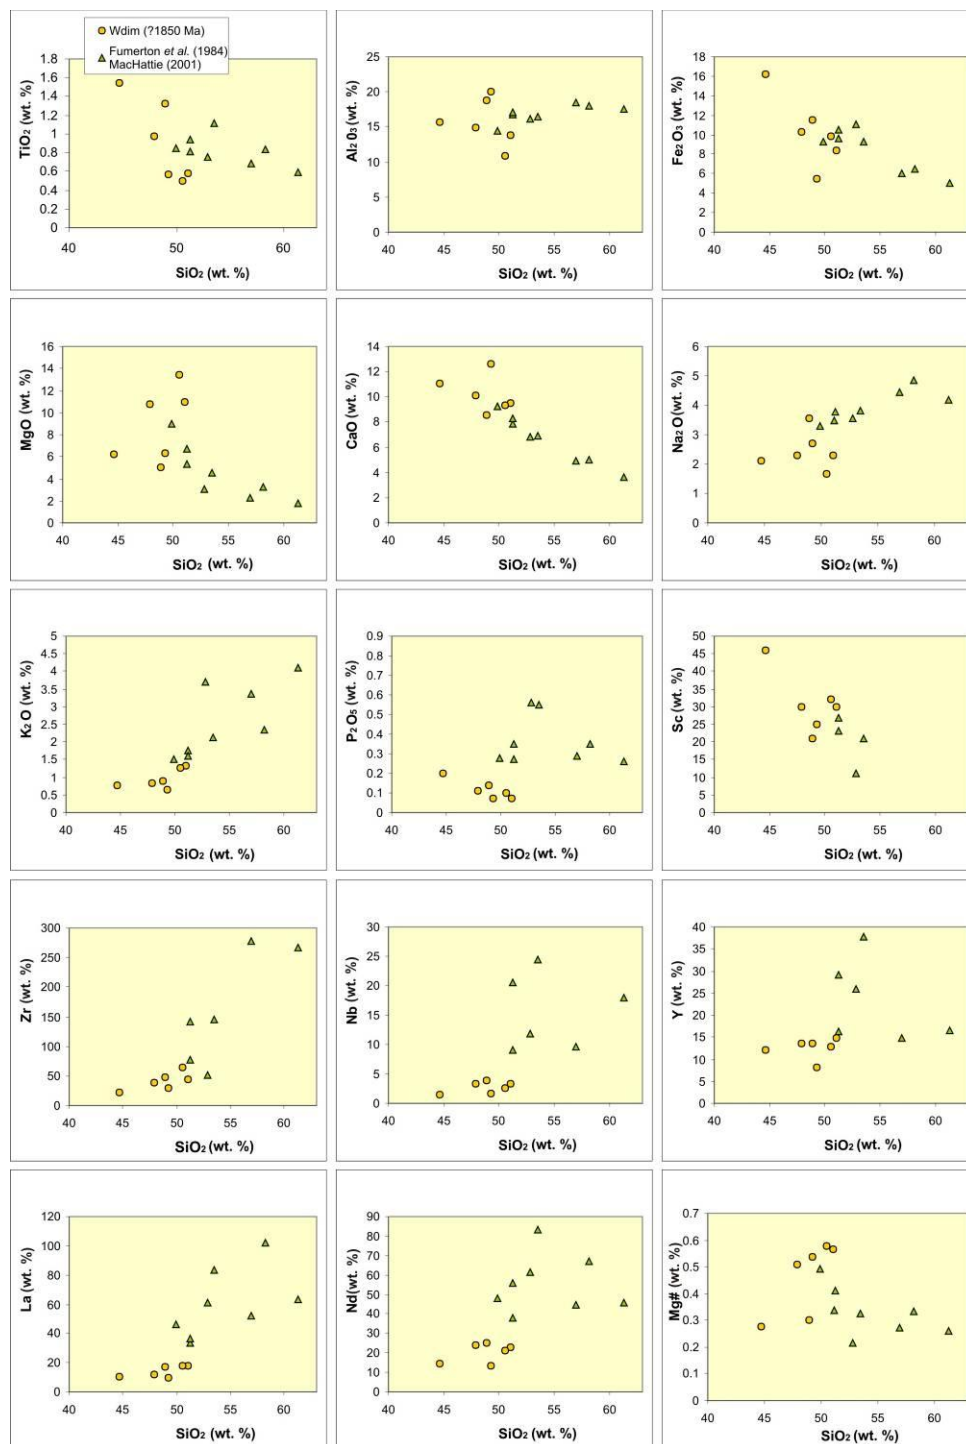 Wdim (?1850 Ma)
Fumerton et al. (1984)
MacHattie (2001)
TiO₂ (wt. %)
1.8
1.6
1.4
1.2
1
0.8
0.6
0.4
0.2
0
40 50 60
SiO₂ (wt. %)
Al₂0₃ (wt. %)
25
20
15
10
5
0
40 45 50 55 60
SiO₂ (wt. %)
Fe₂O₃ (wt. %)
18
16
14
12
10
8
6
4
2
0
40 45 50 55 60
SiO₂ (wt. %)
MgO (wt. %)
16
14
12
10
8
6
4
2
0
40 45 50 55 60
SiO₂ (wt. %)
CaO (wt. %)
14
12
10
8
6
4
2
0
40 45 50 55 60
SiO₂ (wt. %)
Na₂O (wt. %)
6
5
4
3
2
1
0
40 45 50 55 60
SiO₂ (wt. %)
K₂O (wt. %)
5
4.5
4
3.5
3
2.5
2
1.5
1
0.5
0
40 45 50 55 60
SiO₂ (wt. %)
P₂O₅ (wt. %)
0.9
0.8
0.7
0.6
0.5
0.4
0.3
0.2
0.1
0
40 45 50 55 60
SiO₂ (wt. %)
Sc (wt. %)
50
45
40
35
30
25
20
15
10
5
0
40 45 50 55 60
SiO₂ (wt. %)
Zr (wt. %)
300
250
200
150
100
50
0
40 45 50 55 60
SiO₂ (wt. %)
Nb (wt. %)
30
25
20
15
10
5
0
40 45 50 55 60
SiO₂ (wt. %)
Y (wt. %)
40
35
30
25
20
15
10
5
0
40 45 50 55 60
SiO₂ (wt. %)
La (wt. %)
120
100
80
60
40
20
0
40 45 50 55 60
SiO₂ (wt. %)
Nd(wt. %)
90
80
70
60
50
40
30
20
10
0
40 45 50 55 60
SiO₂ (wt. %)
Mg# (wt. %)
0.7
0.6
0.5
0.4
0.3
0.2
0.1
0
40 45 50 55 60
SiO₂ (wt. %)